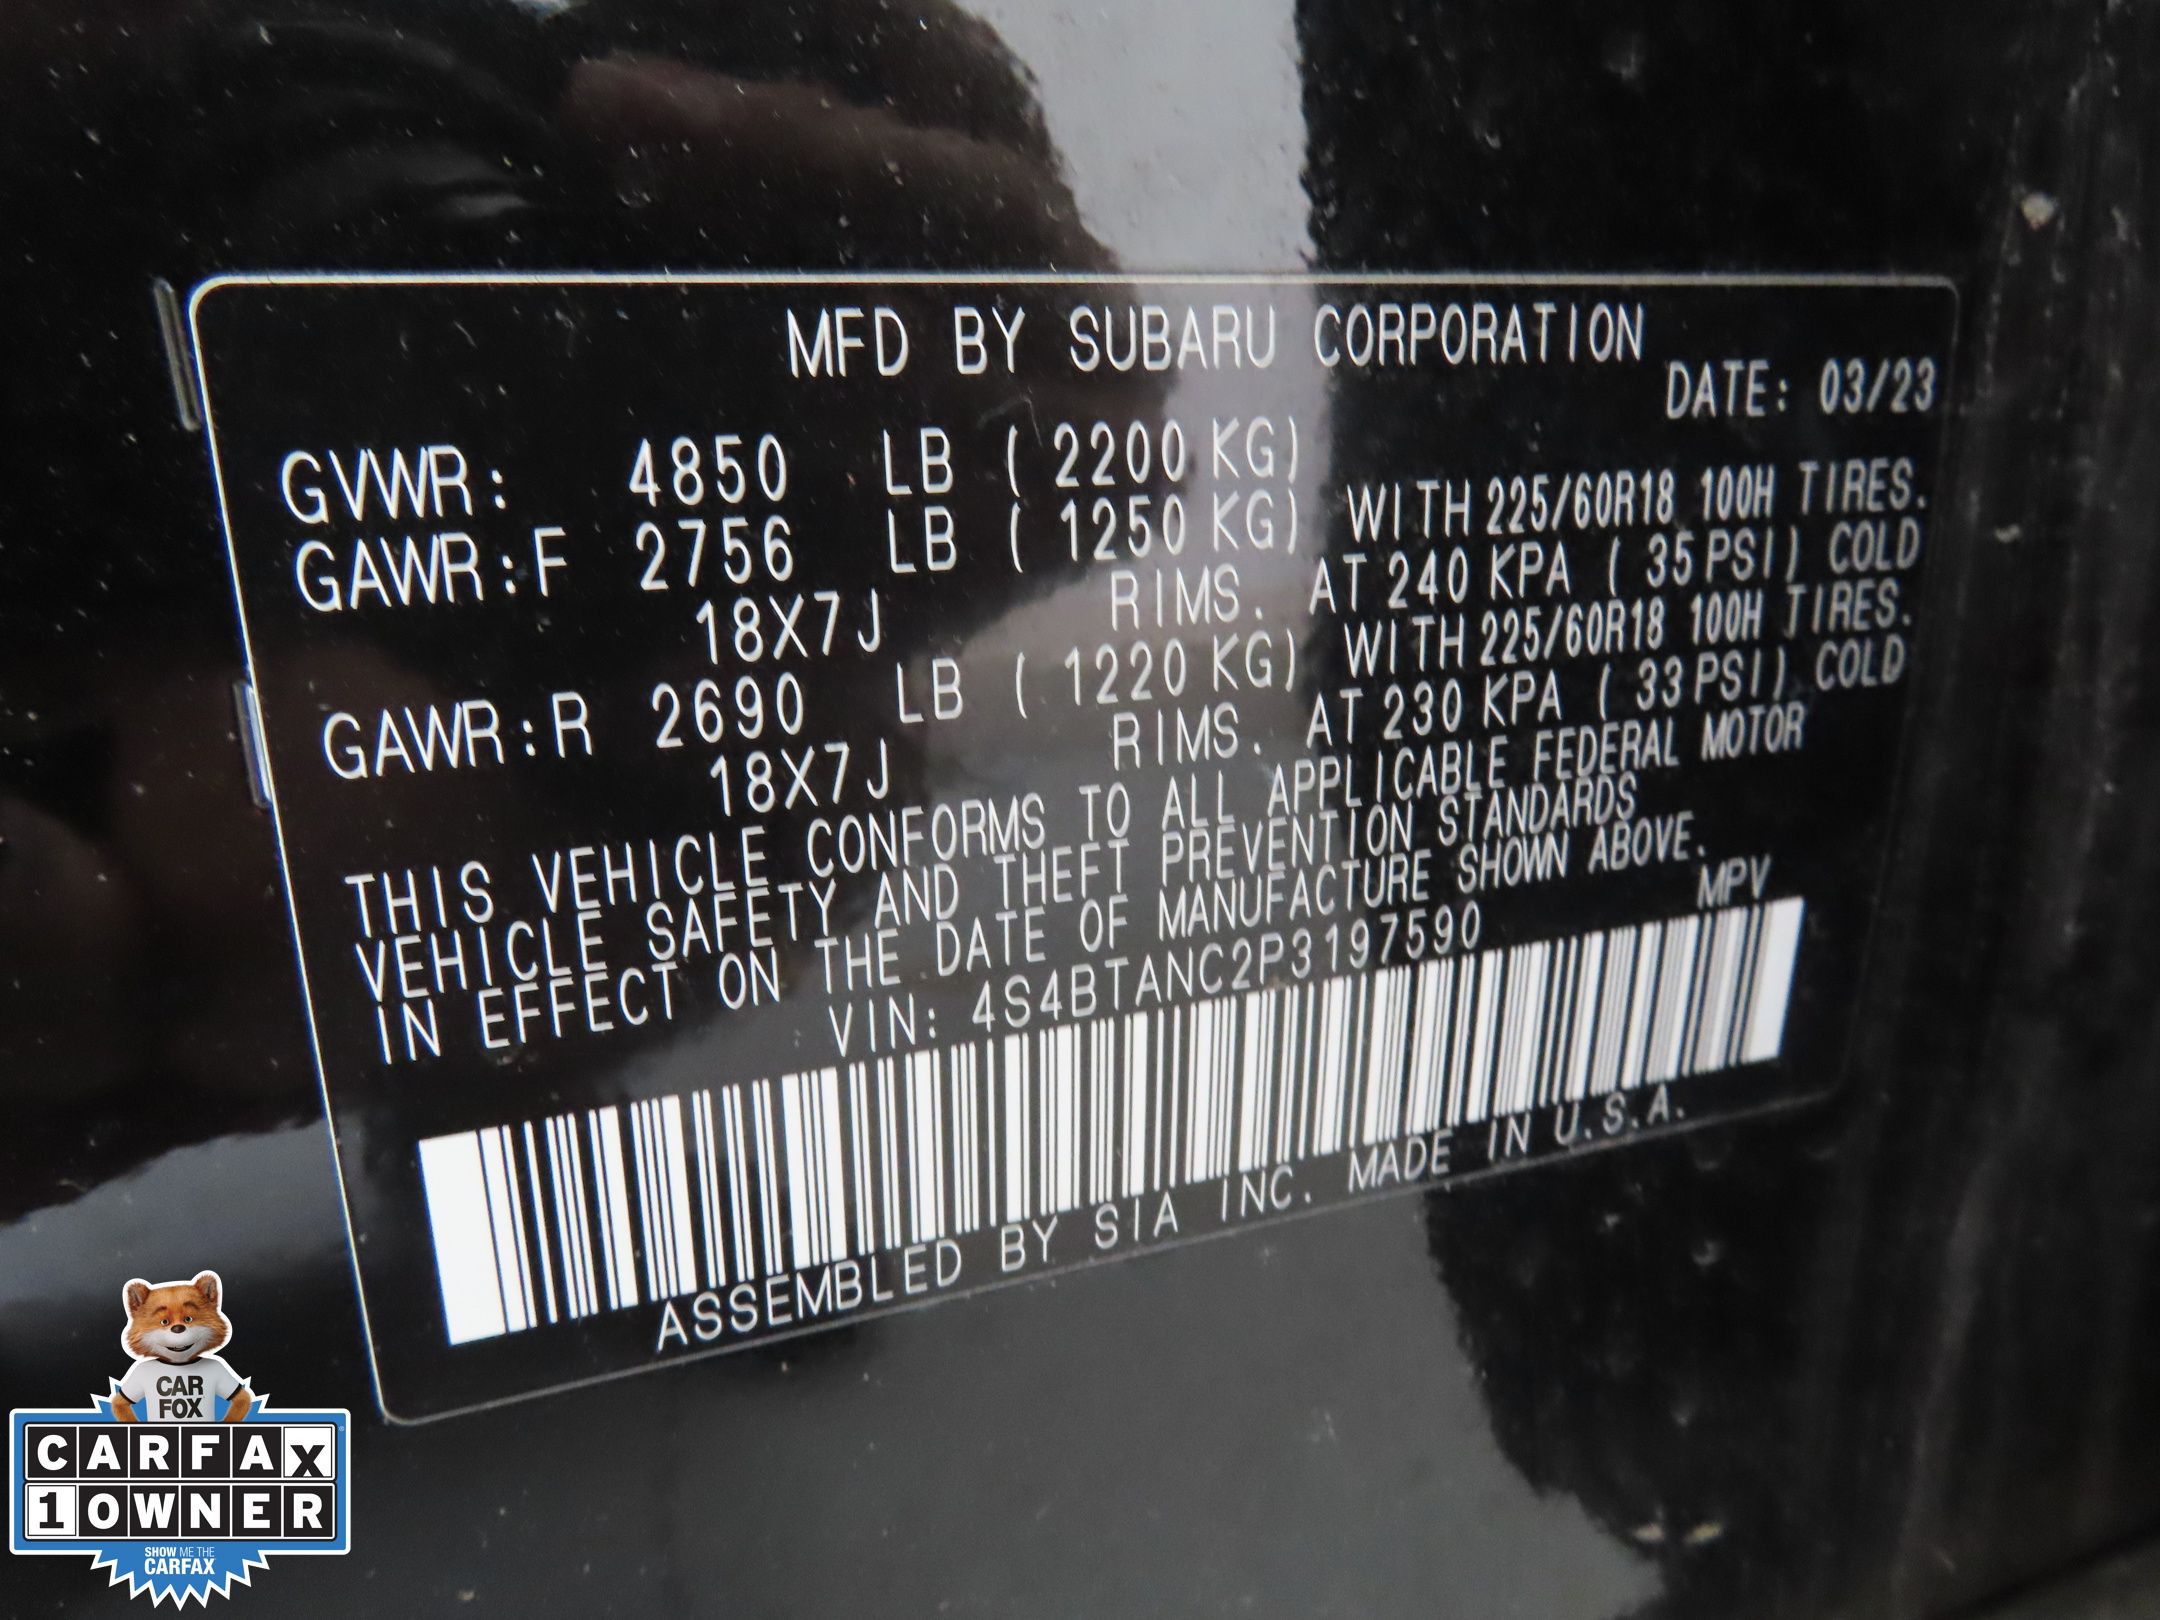 MFD BY SUBARU CORPORATION
DATE: 03/23
GVWR: 4850 LB ( 2200 KG)
GAWR:F 2756 LB ( 1250 KG) WITH 225/60R18 100H TIRES.
18X7J RIMS. AT 240 KPA ( 35 PSI) COLD
GAWR:R 2690 LB ( 1220 KG) WITH 225/60R18 100H TIRES.
18X7J RIMS. AT 230 KPA ( 33 PSI) COLD
THIS VEHICLE CONFORMS TO ALL APPLICABLE FEDERAL MOTOR
VEHICLE SAFETY AND THEFT PREVENTION STANDARDS
IN EFFECT ON THE DATE OF MANUFACTURE SHOWN ABOVE.
VIN: 4S4BTANC2P3197590 MPV
ASSEMBLED BY SIA INC. MADE IN U.S.A.
CAR
FOX
CARFAX
1 OWNER
SHOW ME THE
CARFAX